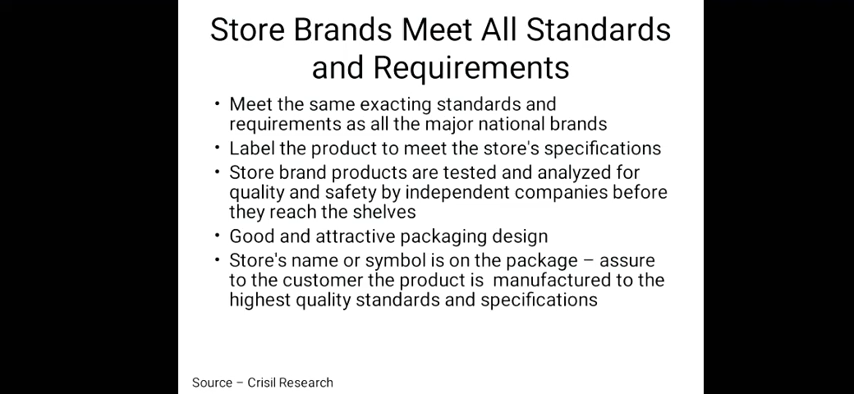 Store Brands Meet All Standards
and Requirements
• Meet the same exacting standards and
requirements as all the major national brands
• Label the product to meet the store's specifications
• Store brand products are tested and analyzed for
quality and safety by independent companies before
they reach the shelves
• Good and attractive packaging design
• Store's name or symbol is on the package – assure
to the customer the product is  manufactured to the
highest quality standards and specifications
Source – Crisil Research